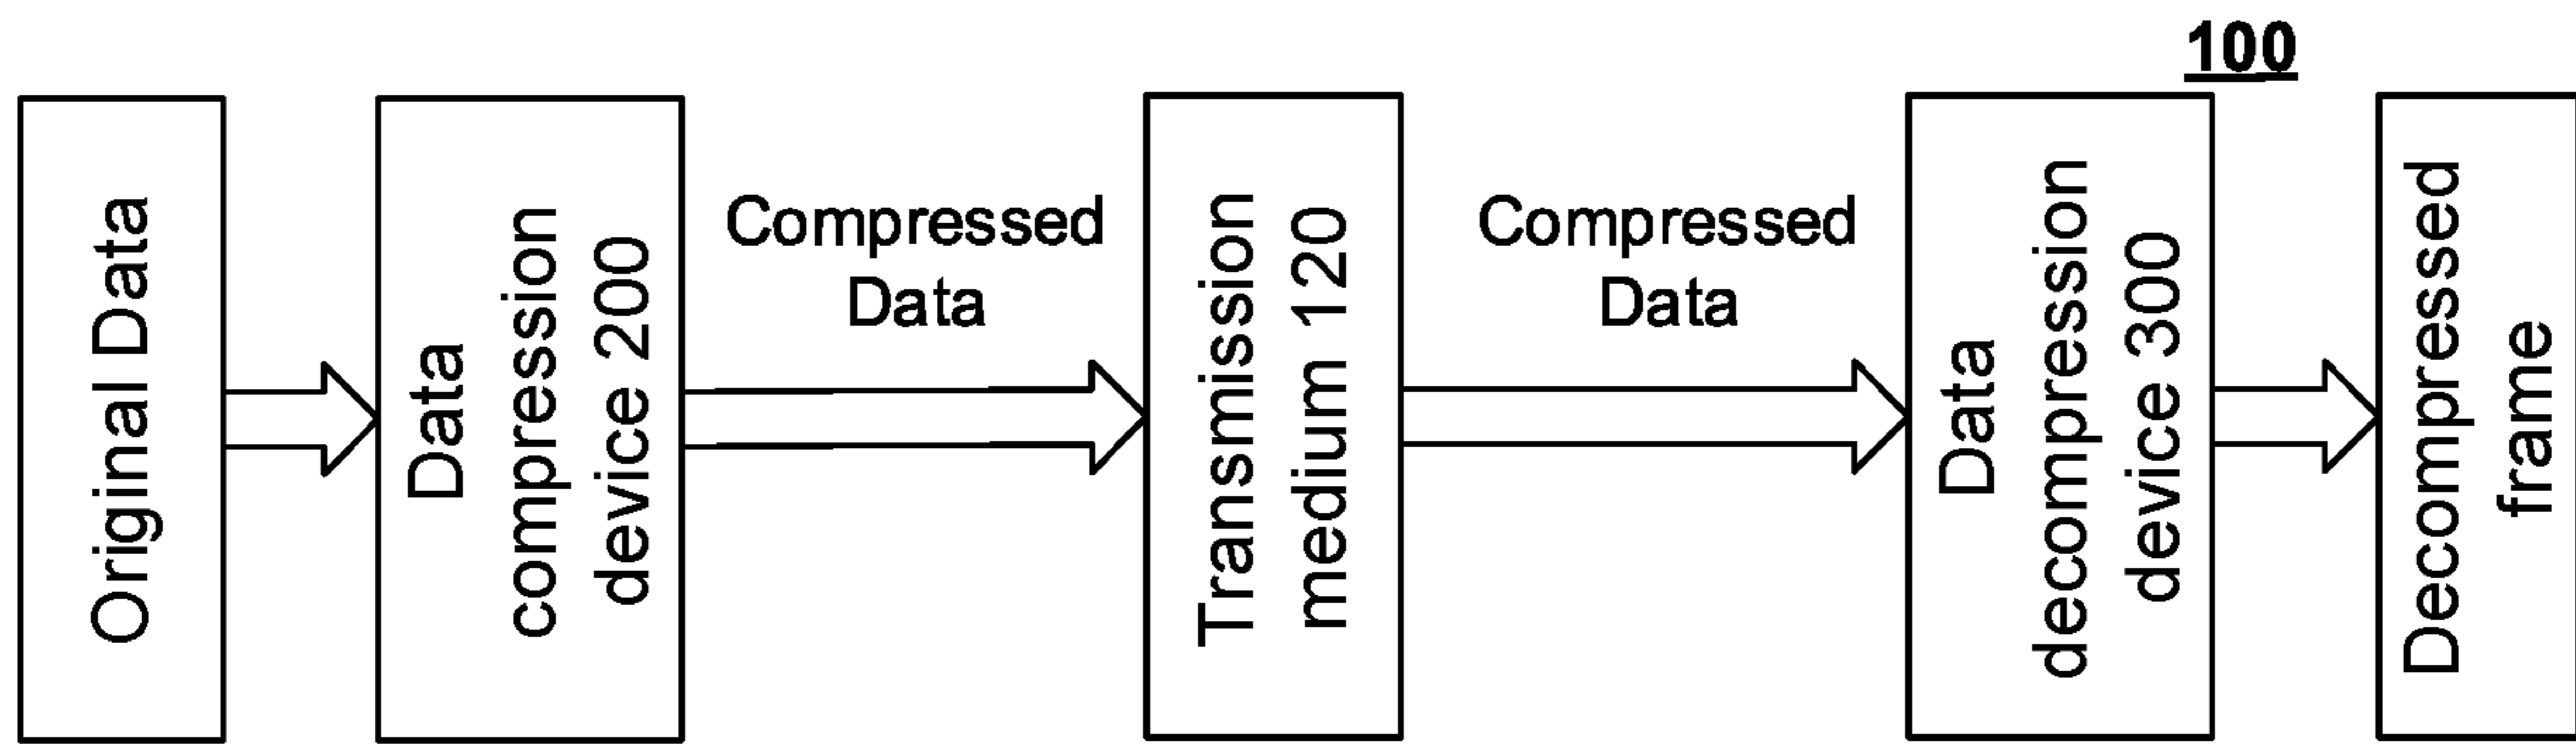 100
Original Data
Data
compression
device 200
Compressed
Data
Transmission
medium 120
Compressed
Data
Data
decompression
device 300
Decompressed
frame